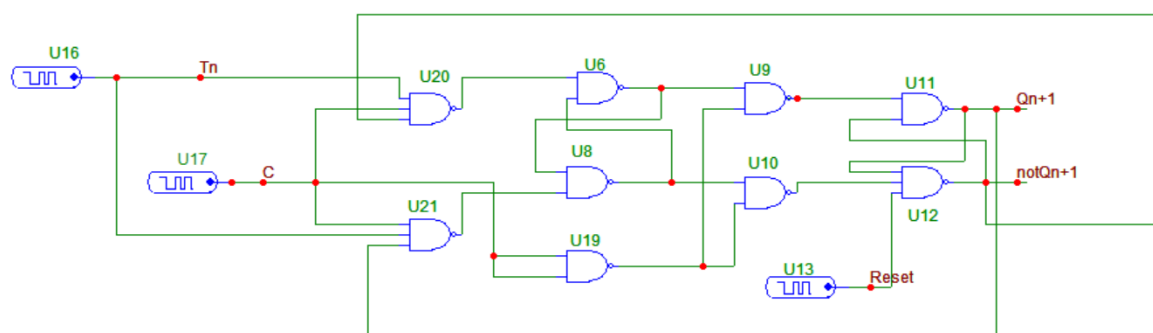 U16
Tn
U20
U6
U9
U11
Qn+1
U17
C
U8
U10
notQn+1
U21
U12
U19
U13
Reset